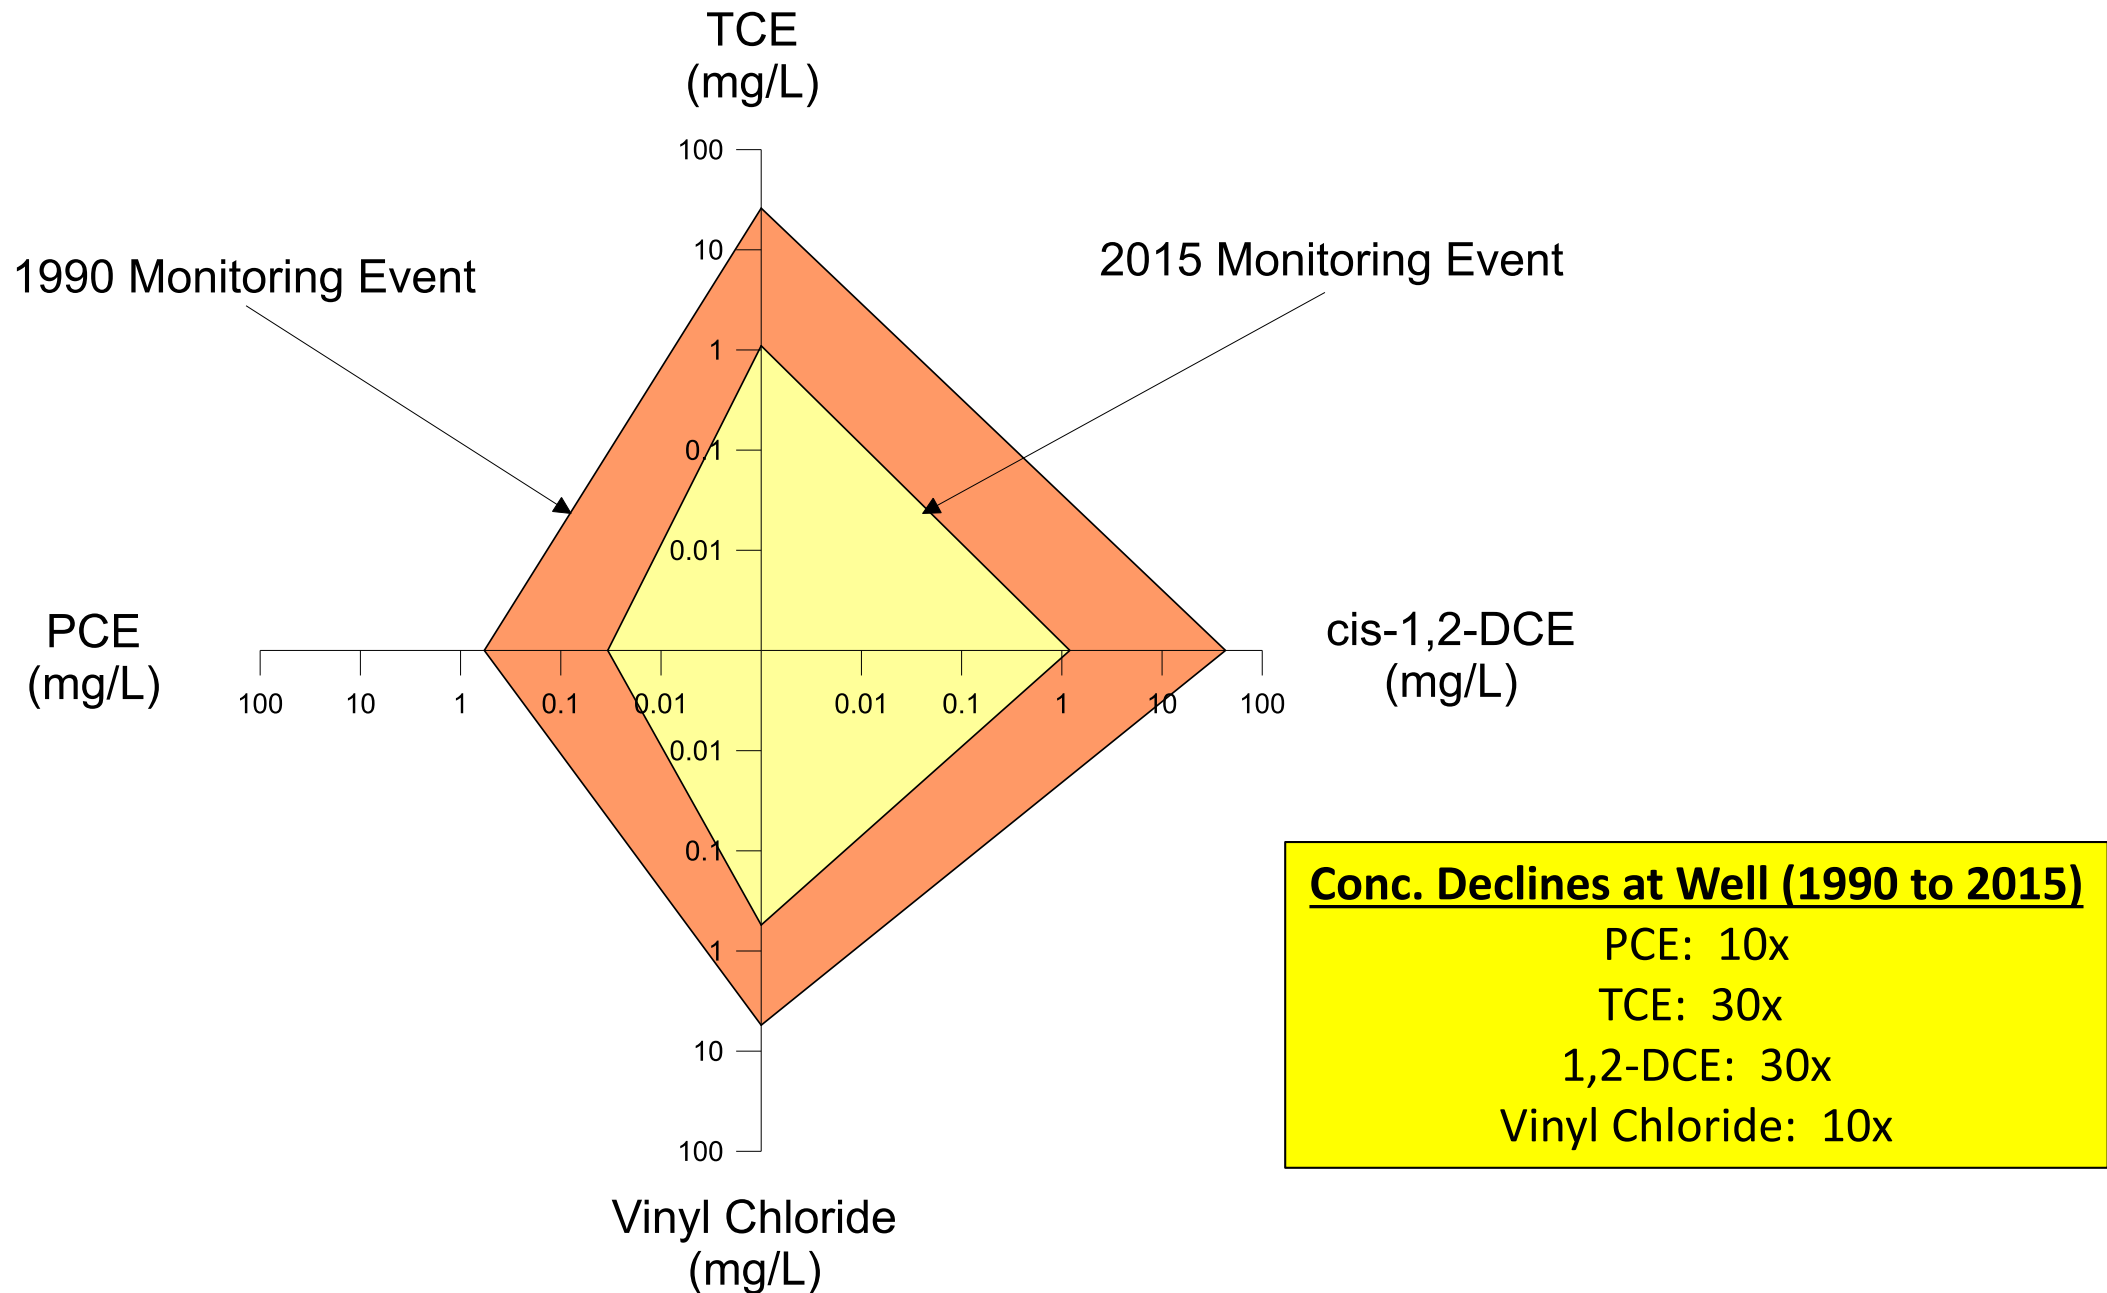 TCE
(mg/L)
100
10
1
0.1
0.01
1990 Monitoring Event
2015 Monitoring Event
PCE
(mg/L)
100
10
1
0.1
0.01
0.01
0.1
1
10
100
cis-1,2-DCE
(mg/L)
0.01
0.1
1
10
100
Vinyl Chloride
(mg/L)
Conc. Declines at Well (1990 to 2015)
PCE: 10x
TCE: 30x
1,2-DCE: 30x
Vinyl Chloride: 10x